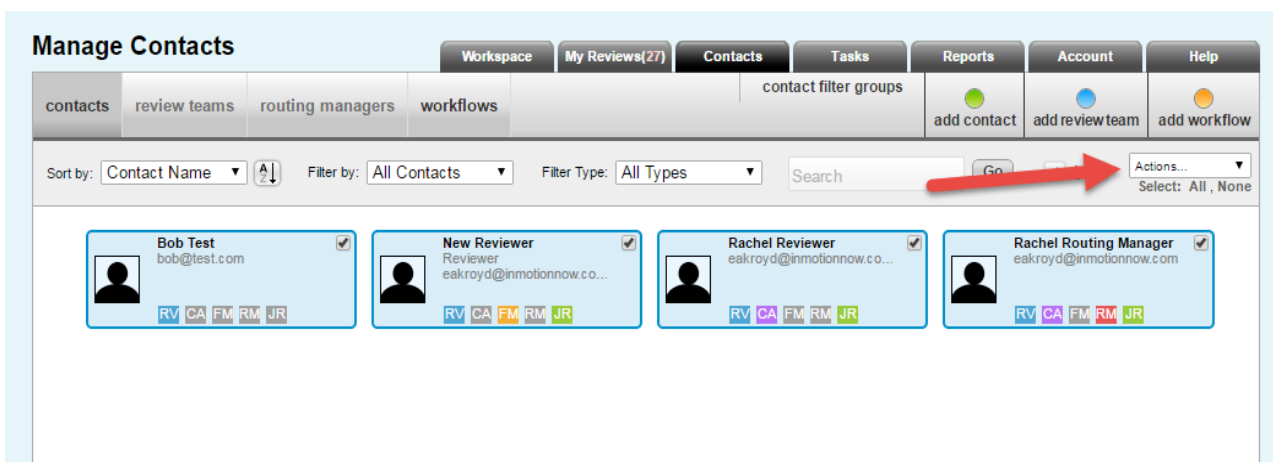 Manage Contacts
Workspace My Reviews(27) Contacts Tasks Reports Account Help
contacts review teams routing managers workflows contact filter groups add contact add review team add workflow
Sort by: Contact Name A Z Filter by: All Contacts Filter Type: All Types Search Go Actions...
Select: All , None
Bob Test
bob@test.com
RV CA FM RM JR
New Reviewer
Reviewer
eakroyd@inmotionnow.co...
RV CA FM RM JR
Rachel Reviewer
eakroyd@inmotionnow.co...
RV CA FM RM JR
Rachel Routing Manager
eakroyd@inmotionnow.com
RV CA FM RM JR